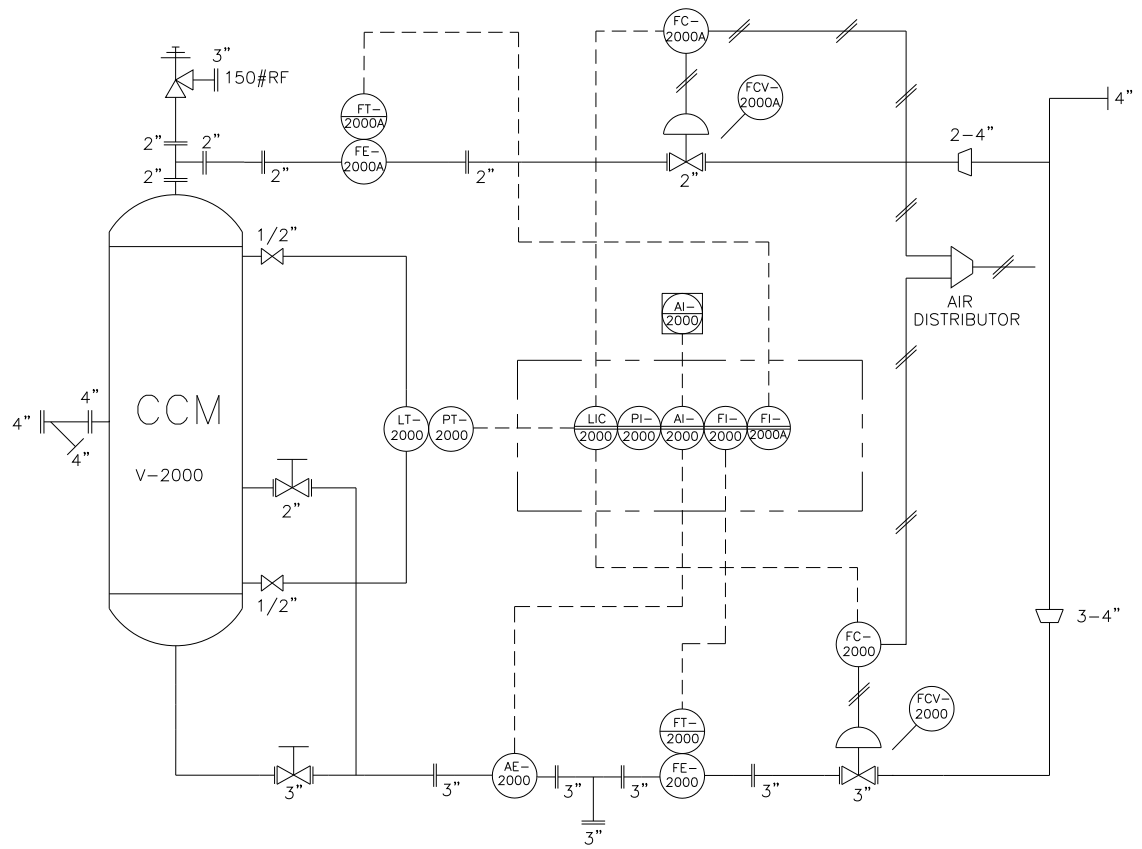 FC-
2000A
3"
150#RF
FCV-
2000A
4"
FT-
2000A
2"
2"
2-4"
FE-
2000A
2"
2"
2"
2"
1/2"
AIR
DISTRIBUTOR
AI-
2000
4"
4"
CCM
4"
V-2000
LT-
2000
PT-
2000
LIC
2000
PI-
2000
AI-
2000
FI-
2000
FI-
2000A
2"
1/2"
3-4"
FC-
2000
FCV-
2000
FT-
2000
AE-
2000
FE-
2000
3"
3"
3"
3"
3"
3"
3"